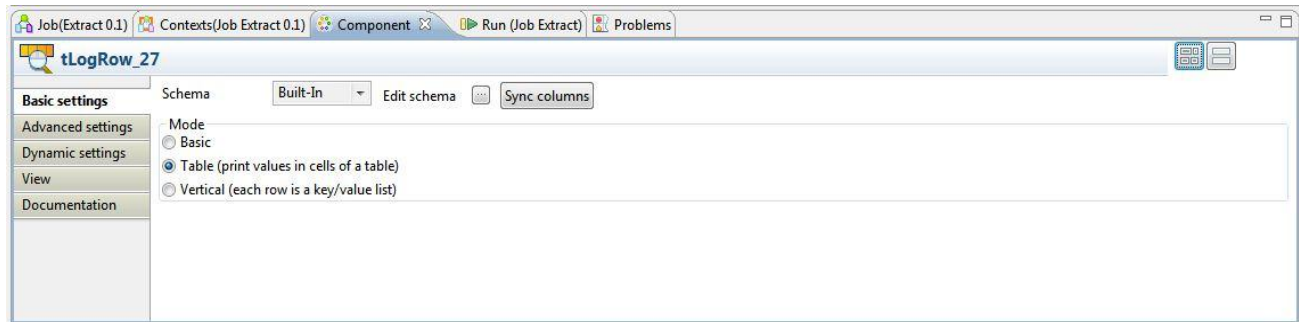 Job(Extract 0.1) Contexts(Job Extract 0.1) Component Run (Job Extract) Problems
tLogRow_27
Basic settings
Advanced settings
Dynamic settings
View
Documentation
Schema Built-In Edit schema ... Sync columns
Mode
Basic
Table (print values in cells of a table)
Vertical (each row is a key/value list)